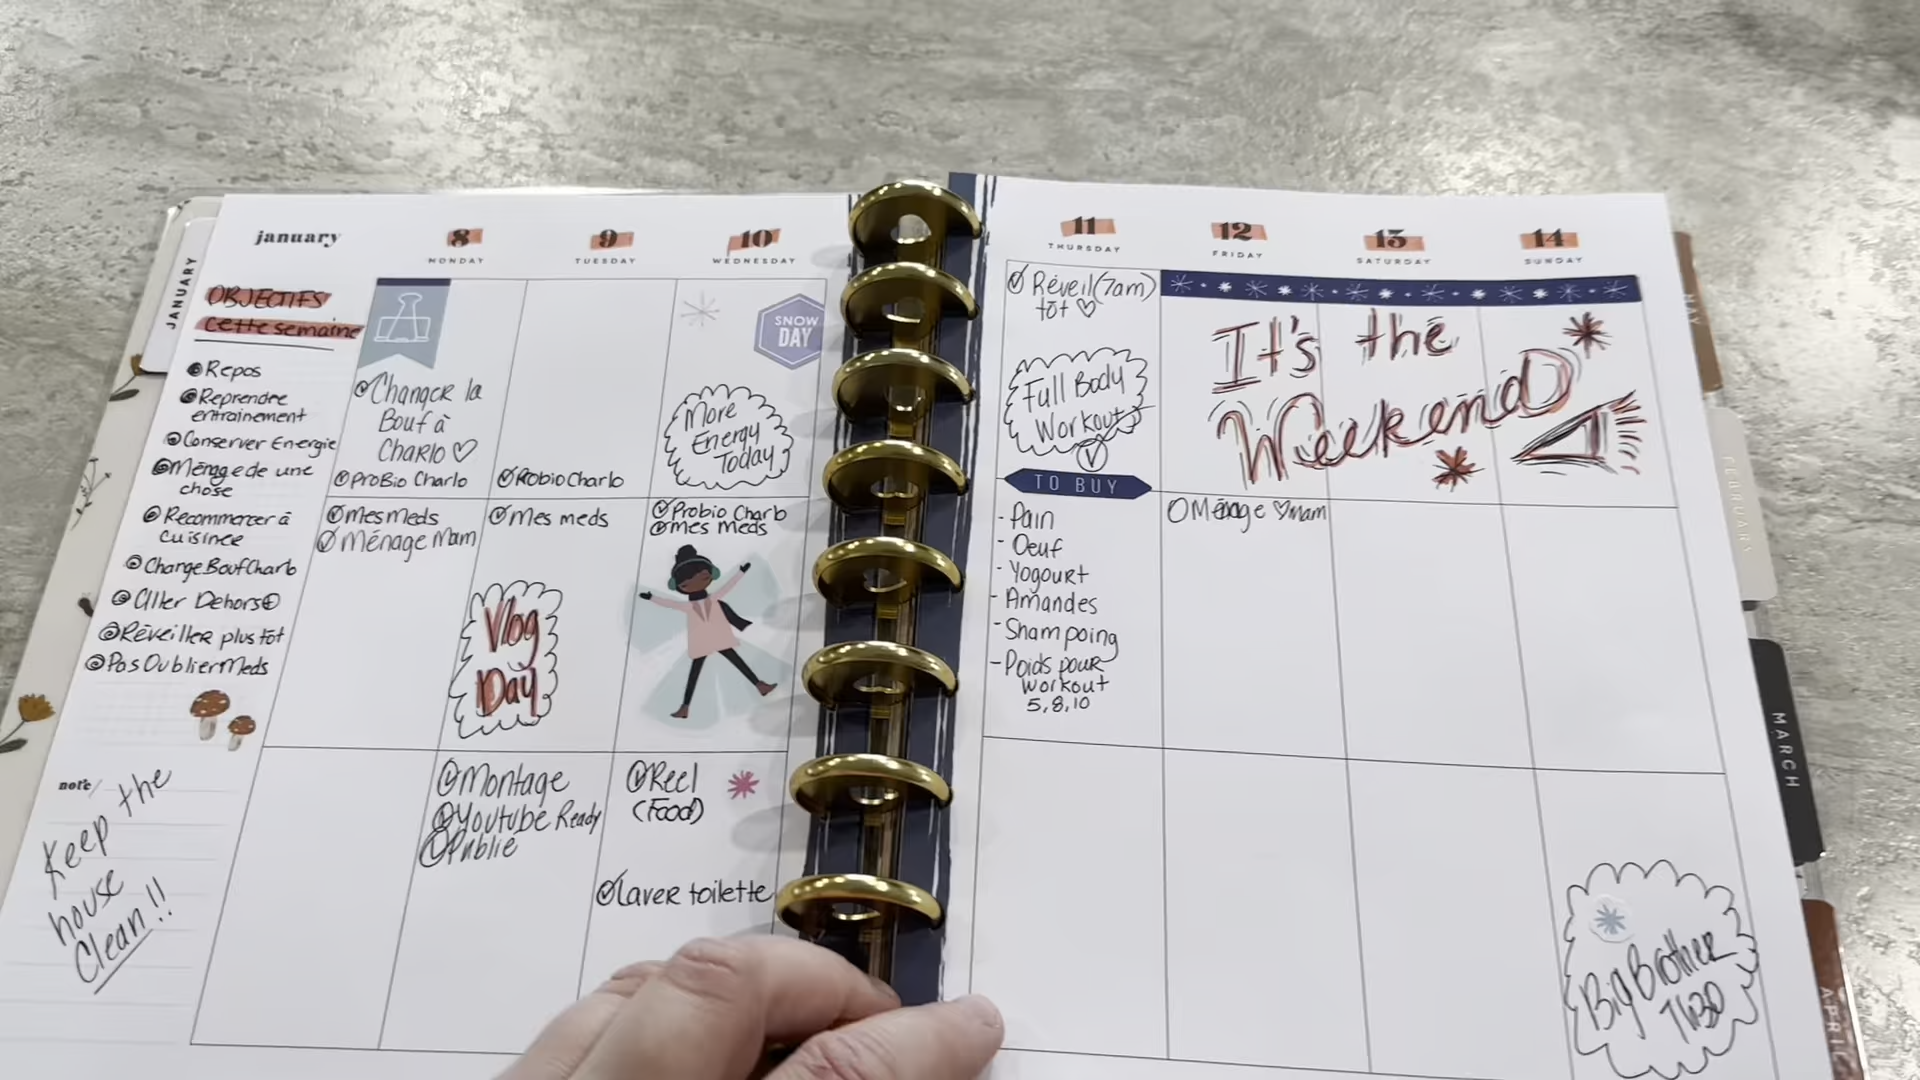 JANUARY
january
OBJECTIFS
Cette semaine
Repos
Reprendre
entrainement
Conserver Energie
Ménage de une
chose
Recommencer à
cuisiner
Change Bouf Charlo
Aller Dehors
Réveiller plus tôt
Pas Oublier Meds
note/
Keep the
house
Clean!!
8
MONDAY
Changer la
Bouf à
Charlo ♡
ProBio Charlo
Mes Meds
Ménage Mam
9
TUESDAY
Probio Charlo
Mes meds
Vlog
Day
Montage
Youtube Ready
Publie
10
WEDNESDAY
SNOW
DAY
More
Energy
Today
Probio Charlo
Mes Meds
Reel
(Food)
Laver toilette
11
THURSDAY
Réveil (7am)
tôt ♡
Full Body
Workout
TO BUY
- Pain
- Oeuf
- Yogourt
- Amandes
- Shampoing
- Poids pour
workout
5,8,10
12
FRIDAY
13
SATURDAY
14
SUNDAY
It's the
Weekend
Ménage ♡ mam
Big Brother
7h30
MAY
FEBRUARY
MARCH
APRIL